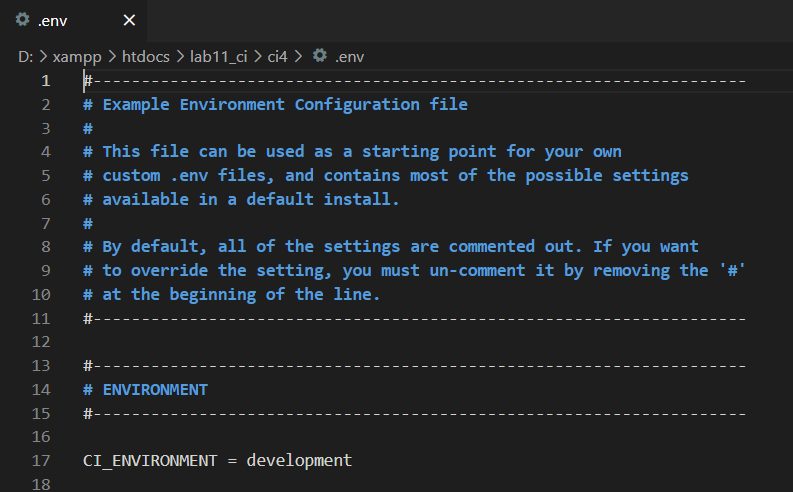 .env ×
D: > xampp > htdocs > lab11_ci > ci4 > .env
1 #--------------------------------------------------------------------
2 # Example Environment Configuration file
3 #
4 # This file can be used as a starting point for your own
5 # custom .env files, and contains most of the possible settings
6 # available in a default install.
7 #
8 # By default, all of the settings are commented out. If you want
9 # to override the setting, you must un-comment it by removing the '#'
10 # at the beginning of the line.
11 #--------------------------------------------------------------------
12
13 #--------------------------------------------------------------------
14 # ENVIRONMENT
15 #--------------------------------------------------------------------
16
17 CI_ENVIRONMENT = development
18